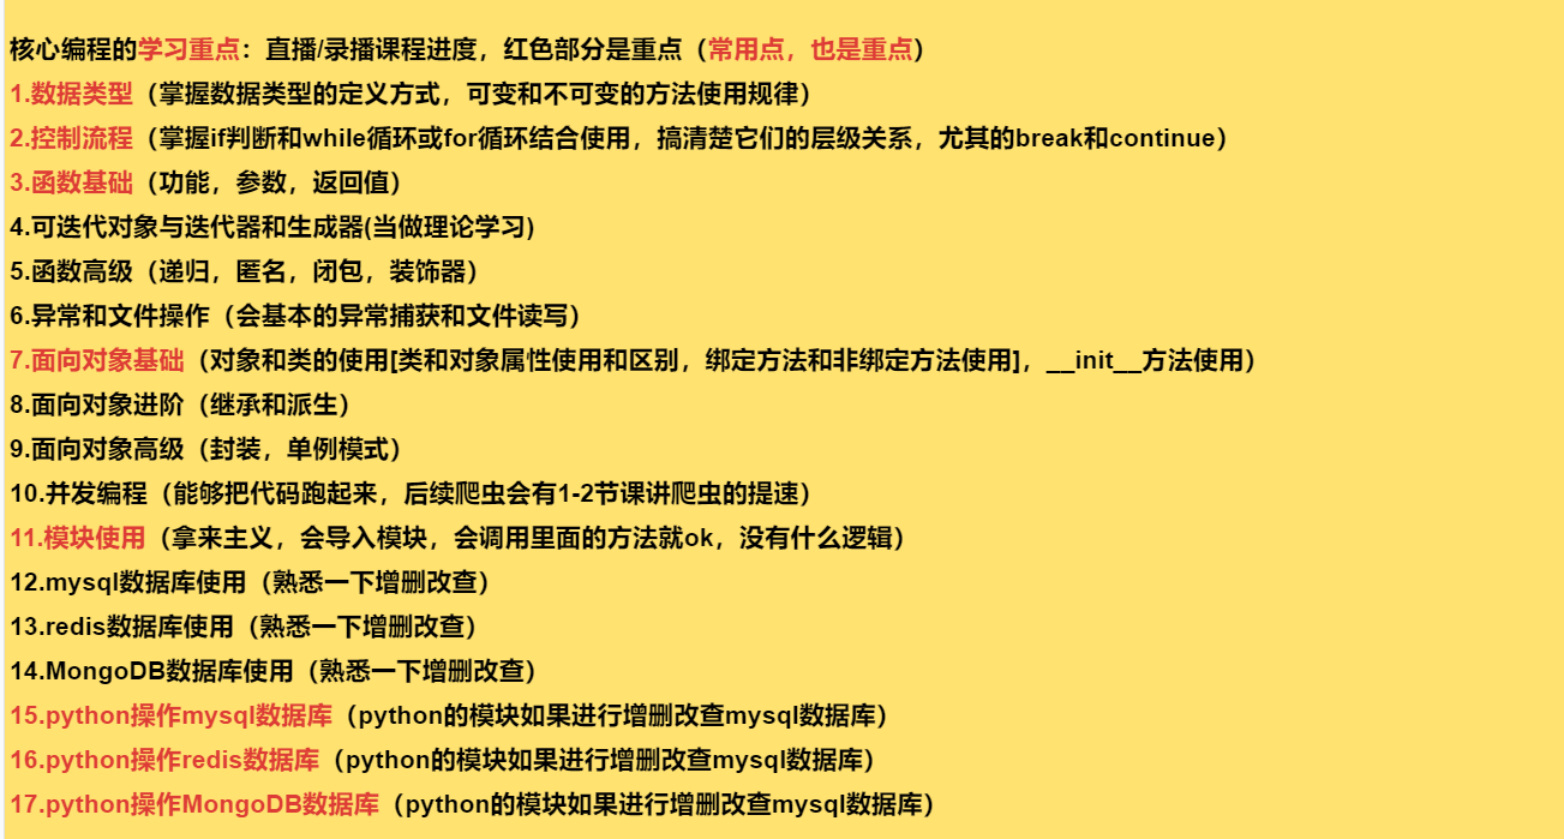 核心编程的学习重点：直播/录播课程进度，红色部分是重点（常用点，也是重点）
1.数据类型（掌握数据类型的定义方式，可变和不可变的方法使用规律）
2.控制流程（掌握if判断和while循环或for循环结合使用，搞清楚它们的层级关系，尤其的break和continue）
3.函数基础（功能，参数，返回值）
4.可迭代对象与迭代器和生成器(当做理论学习)
5.函数高级（递归，匿名，闭包，装饰器）
6.异常和文件操作（会基本的异常捕获和文件读写）
7.面向对象基础（对象和类的使用[类和对象属性使用和区别，绑定方法和非绑定方法使用]，__init__方法使用）
8.面向对象进阶（继承和派生）
9.面向对象高级（封装，单例模式）
10.并发编程（能够把代码跑起来，后续爬虫会有1-2节课讲爬虫的提速）
11.模块使用（拿来主义，会导入模块，会调用里面的方法就ok，没有什么逻辑）
12.mysql数据库使用（熟悉一下增删改查）
13.redis数据库使用（熟悉一下增删改查）
14.MongoDB数据库使用（熟悉一下增删改查）
15.python操作mysql数据库（python的模块如果进行增删改查mysql数据库）
16.python操作redis数据库（python的模块如果进行增删改查mysql数据库）
17.python操作MongoDB数据库（python的模块如果进行增删改查mysql数据库）